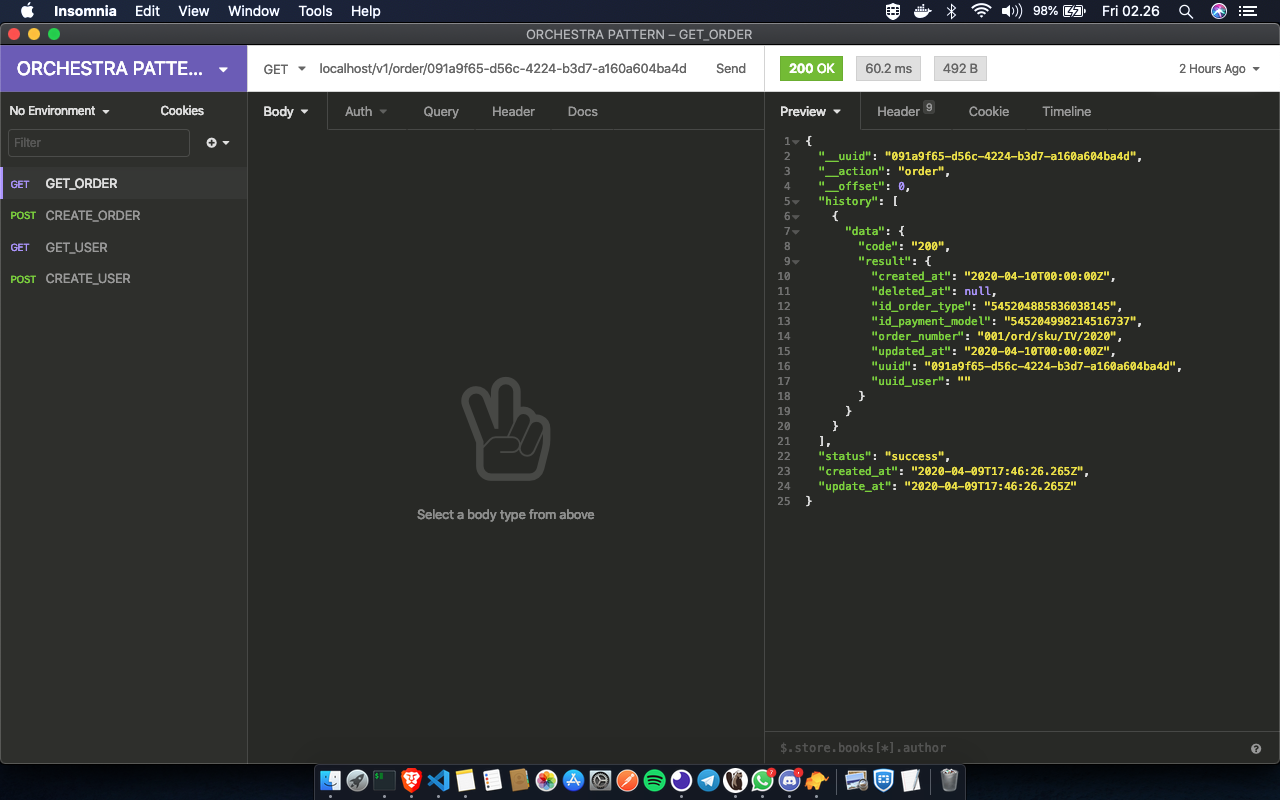 Insomnia Edit View Window Tools Help 98% Fri 02.26
ORCHESTRA PATTERN – GET_ORDER
ORCHESTRA PATTE...
GET localhost/v1/order/091a9f65-d56c-4224-b3d7-a160a604ba4d Send
200 OK 60.2 ms 492 B 2 Hours Ago
No Environment Cookies
Filter
GET GET_ORDER
POST CREATE_ORDER
GET GET_USER
POST CREATE_USER
Body Auth Query Header Docs
Select a body type from above
Preview Header 9 Cookie Timeline
1 {
2 "__uuid": "091a9f65-d56c-4224-b3d7-a160a604ba4d",
3 "__action": "order",
4 "__offset": 0,
5 "history": [
6 {
7 "data": {
8 "code": "200",
9 "result": {
10 "created_at": "2020-04-10T00:00:00Z",
11 "deleted_at": null,
12 "id_order_type": "545204885836038145",
13 "id_payment_model": "545204998214516737",
14 "order_number": "001/ord/sku/IV/2020",
15 "updated_at": "2020-04-10T00:00:00Z",
16 "uuid": "091a9f65-d56c-4224-b3d7-a160a604ba4d",
17 "uuid_user": ""
18 }
19 }
20 }
21 ],
22 "status": "success",
23 "created_at": "2020-04-09T17:46:26.265Z",
24 "update_at": "2020-04-09T17:46:26.265Z"
25 }
$.store.books[*].author